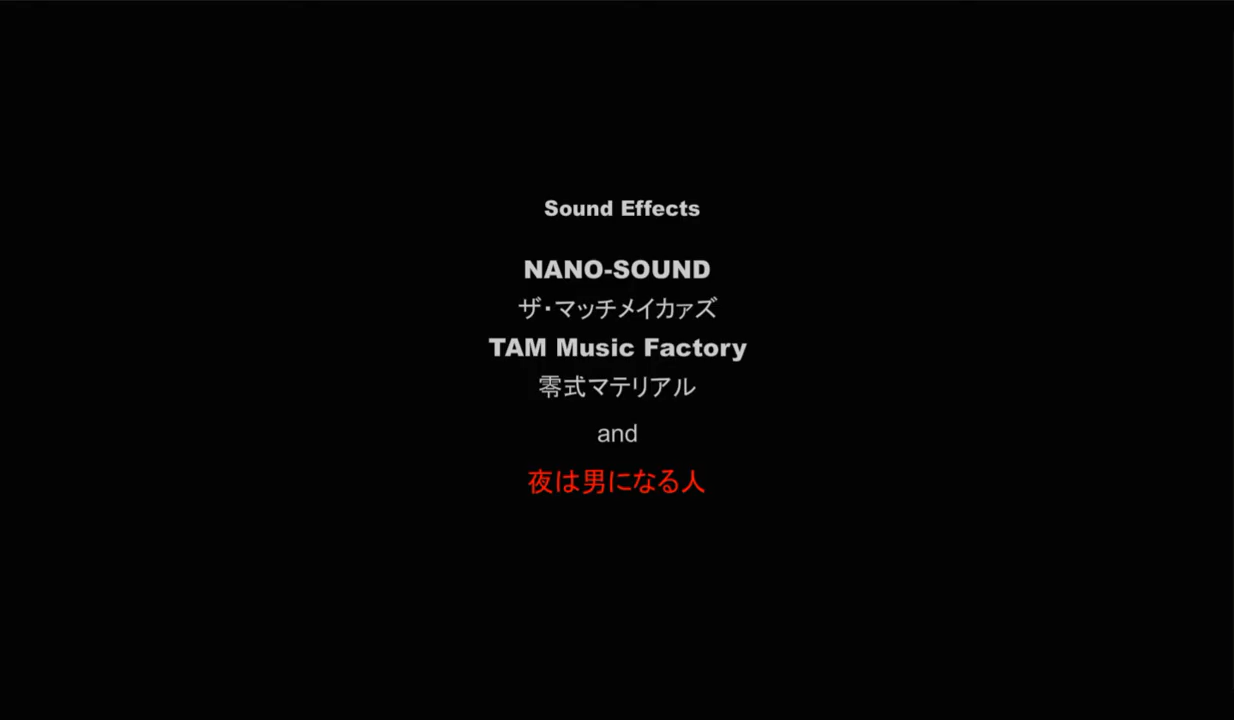 Sound Effects
NANO-SOUND
ザ・マッチメイカァズ
TAM Music Factory
零式マテリアル
and
夜は男になる人